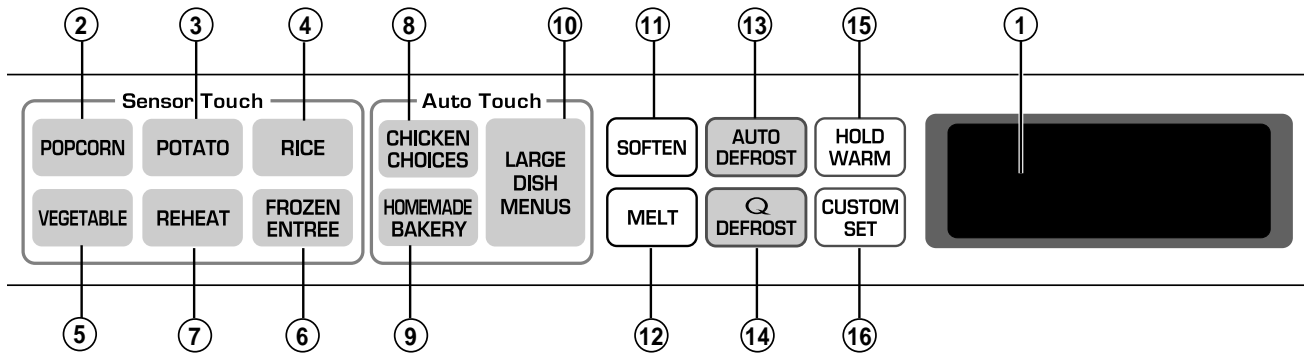 2
3
4
8
10
11
13
15
1
Sensor Touch
Auto Touch
POPCORN
POTATO
RICE
CHICKEN
CHOICES
LARGE
DISH
MENUS
SOFTEN
AUTO
DEFROST
HOLD
WARM
VEGETABLE
REHEAT
FROZEN
ENTREE
HOMEMADE
BAKERY
MELT
Q
DEFROST
CUSTOM
SET
5
7
6
9
12
14
16